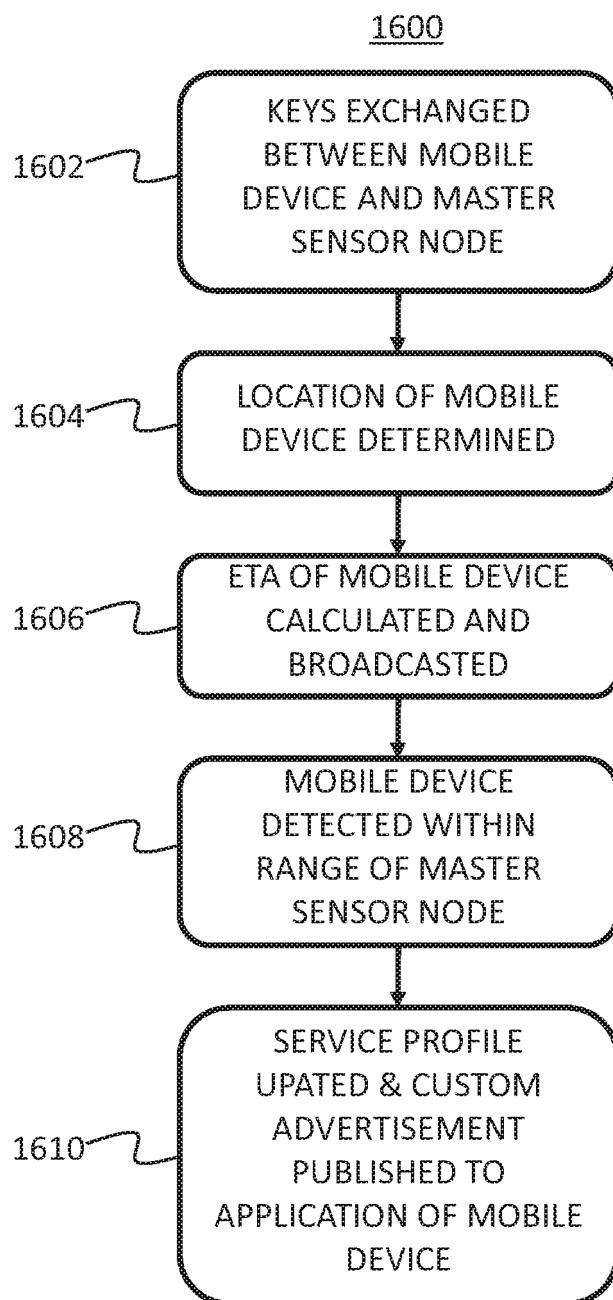 1600
1602
KEYS EXCHANGED
BETWEEN MOBILE
DEVICE AND MASTER
SENSOR NODE
1604
LOCATION OF MOBILE
DEVICE DETERMINED
1606
ETA OF MOBILE DEVICE
CALCULATED AND
BROADCASTED
1608
MOBILE DEVICE
DETECTED WITHIN
RANGE OF MASTER
SENSOR NODE
1610
SERVICE PROFILE
UPATED & CUSTOM
ADVERTISEMENT
PUBLISHED TO
APPLICATION OF MOBILE
DEVICE